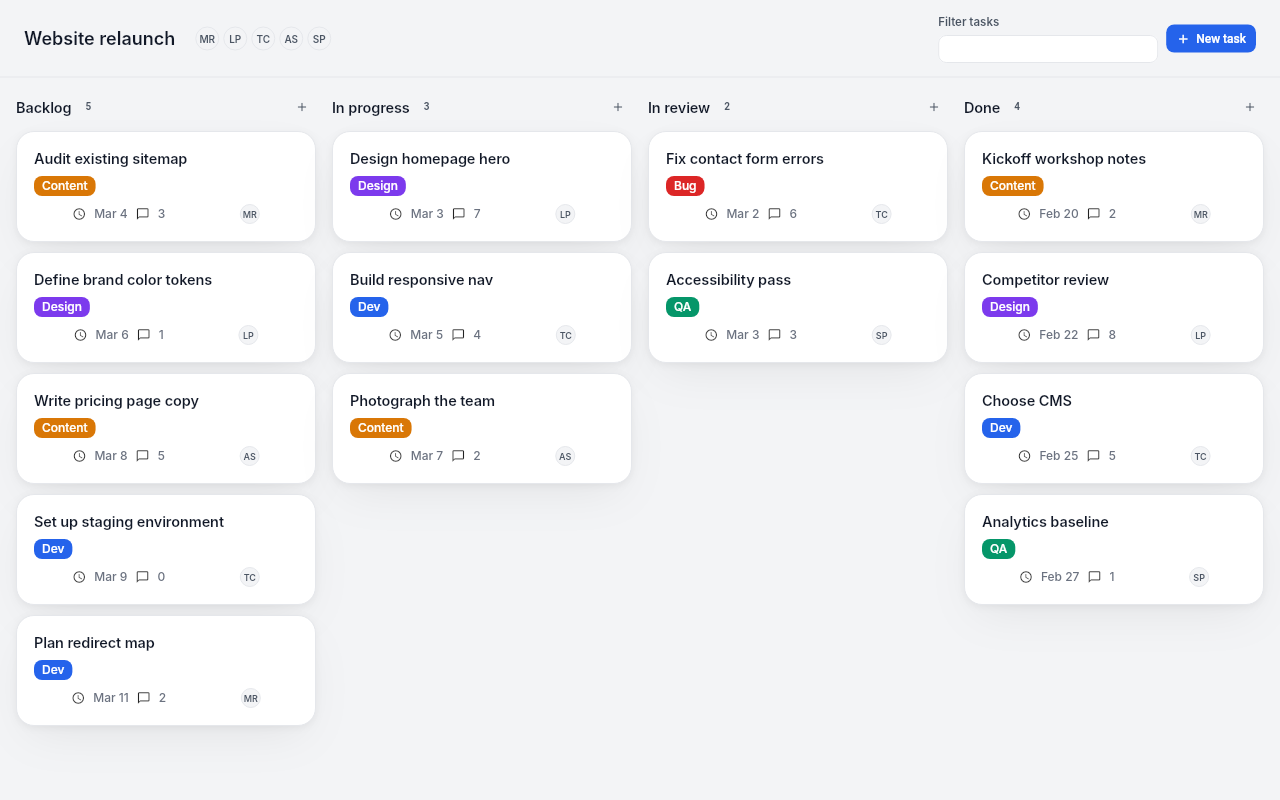 Website relaunch
MR LP TC AS SP
Filter tasks
New task
Backlog 5
Audit existing sitemap
Content
Mar 4 3 MR
Define brand color tokens
Design
Mar 6 1 LP
Write pricing page copy
Content
Mar 8 5 AS
Set up staging environment
Dev
Mar 9 0 TC
Plan redirect map
Dev
Mar 11 2 MR
In progress 3
Design homepage hero
Design
Mar 3 7 LP
Build responsive nav
Dev
Mar 5 4 TC
Photograph the team
Content
Mar 7 2 AS
In review 2
Fix contact form errors
Bug
Mar 2 6 TC
Accessibility pass
QA
Mar 3 3 SP
Done 4
Kickoff workshop notes
Content
Feb 20 2 MR
Competitor review
Design
Feb 22 8 LP
Choose CMS
Dev
Feb 25 5 TC
Analytics baseline
QA
Feb 27 1 SP